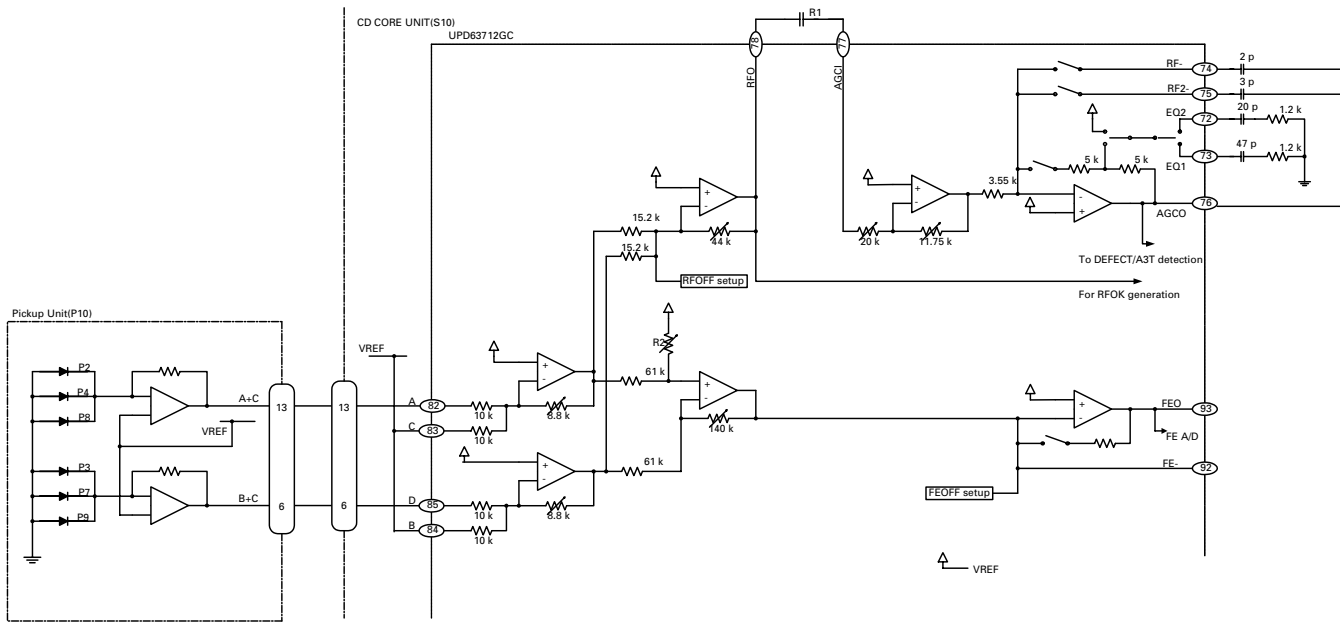 CD CORE UNIT(S10)
UPD63712GC
R1
78
77
RFO
AGCI
RF-
74
2 p
RF2-
75
3 p
EQ2
72
20 p
1.2 k
EQ1
73
47 p
1.2 k
5 k
5 k
3.55 k
AGCO
76
+
-
+
-
-
+
15.2 k
15.2 k
44 k
20 k
11.75 k
To DEFECT/A3T detection
RFOFF setup
For RFOK generation
Pickup Unit(P10)
VREF
R2
P2
P4
P8
A+C
VREF
13
13
A
82
C
83
10 k
10 k
+
-
8.8 k
61 k
+
-
140 k
+
-
FEO
93
FE A/D
FE-
92
P3
P7
P9
B+C
6
6
D
85
B
84
10 k
10 k
+
-
8.8 k
61 k
FEOFF setup
VREF